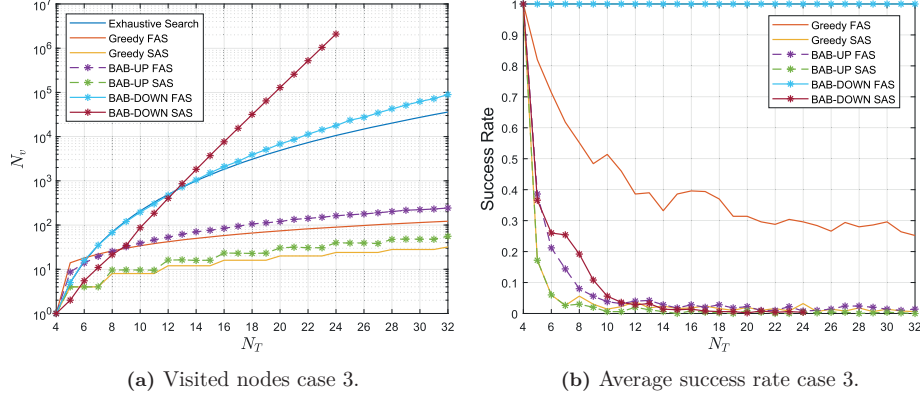 10^7
10^6
10^5
10^4
10^3
10^2
10^1
10^0
N_v
4 6 8 10 12 14 16 18 20 22 24 26 28 30 32
N_T
Exhaustive Search
Greedy FAS
Greedy SAS
BAB-UP FAS
BAB-UP SAS
BAB-DOWN FAS
BAB-DOWN SAS
(a) Visited nodes case 3.
1
0.9
0.8
0.7
0.6
0.5
0.4
0.3
0.2
0.1
0
Success Rate
4 6 8 10 12 14 16 18 20 22 24 26 28 30 32
N_T
Greedy FAS
Greedy SAS
BAB-UP FAS
BAB-UP SAS
BAB-DOWN FAS
BAB-DOWN SAS
(b) Average success rate case 3.